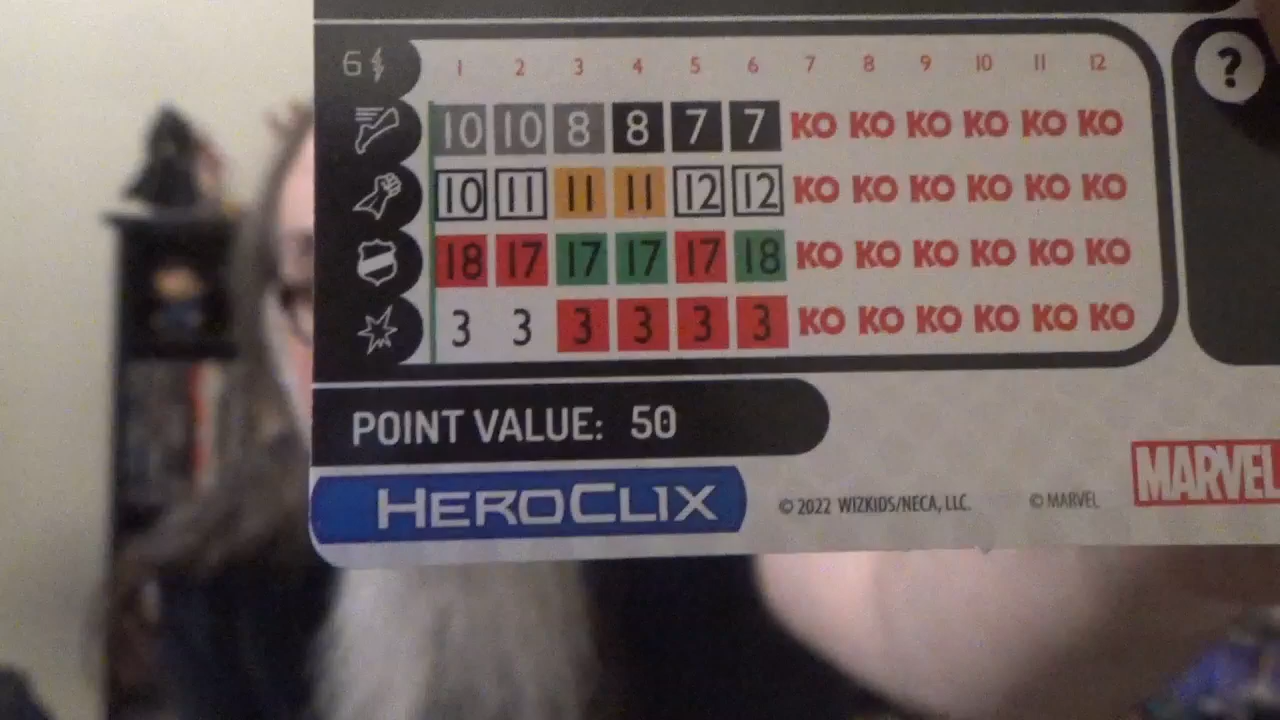 6 1 2 3 4 5 6 7 8 9 10 11 12
10 10 8 8 7 7 KO KO KO KO KO KO
10 11 11 11 12 12 KO KO KO KO KO KO
18 17 17 17 17 18 KO KO KO KO KO KO
3 3 3 3 3 3 KO KO KO KO KO KO
?
POINT VALUE: 50
HEROCLIX
© 2022 WIZKIDS/NECA, LLC.
© MARVEL
MARVEL